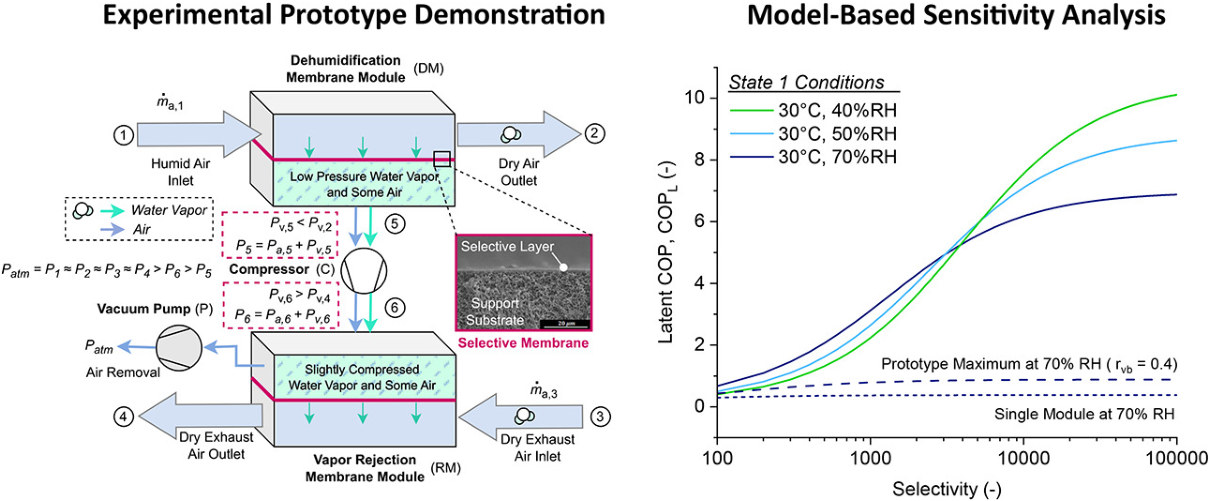 Experimental Prototype Demonstration
Dehumidification
Membrane Module (DM)
ṁa,1
1
Humid Air
Inlet
2
Dry Air
Outlet
Low Pressure Water Vapor
and Some Air
Water Vapor
Air
Pv,5 < Pv,2
P5 = Pa,5 + Pv,5
5
Patm = P1 ≈ P2 ≈ P3 ≈ P4 > P6 > P5
Compressor (C)
Pv,6 > Pv,4
P6 = Pa,6 + Pv,6
6
Selective Layer
Support
Substrate
20 µm
Selective Membrane
Vacuum Pump (P)
Patm
Air Removal
Slightly Compressed
Water Vapor and Some Air
ṁa,3
4
3
Dry Exhaust
Air Outlet
Dry Exhaust
Air Inlet
Vapor Rejection
Membrane Module (RM)
Model-Based Sensitivity Analysis
State 1 Conditions
30°C, 40%RH
30°C, 50%RH
30°C, 70%RH
Latent COP, COPL (-)
10
8
6
4
2
0
Prototype Maximum at 70% RH ( rvb = 0.4)
Single Module at 70% RH
100
1000
10000
100000
Selectivity (-)